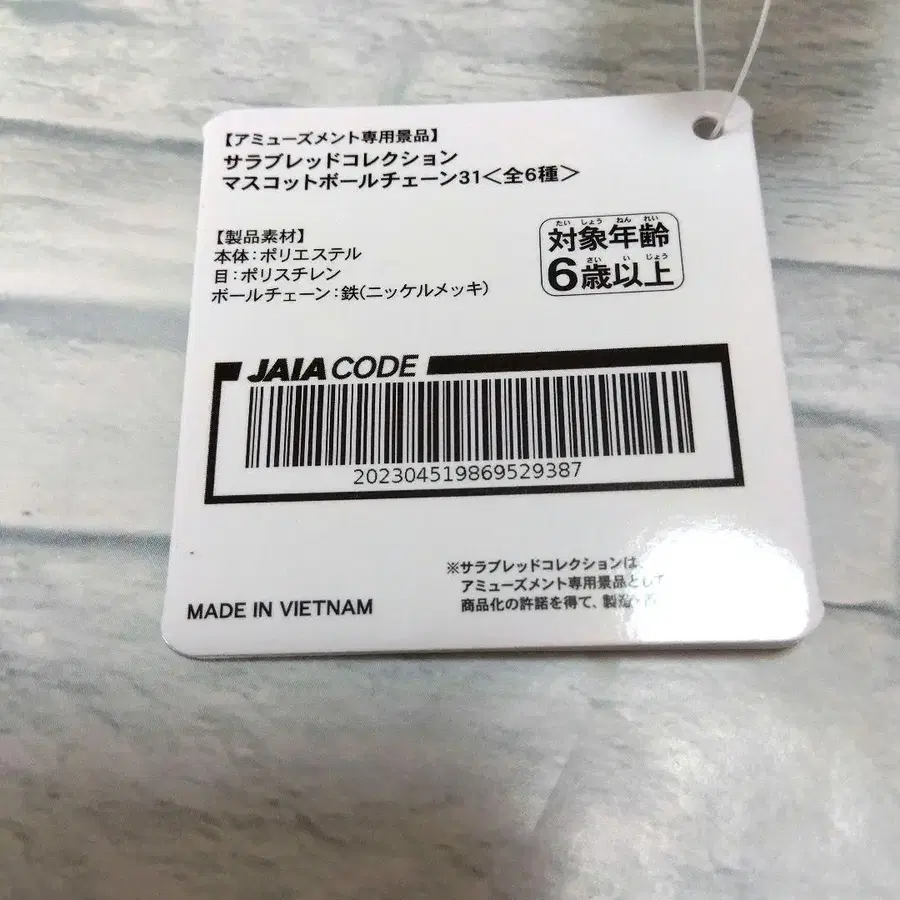 【アミューズメント専用景品】
サラブレッドコレクション
マスコットボールチェーン31＜全6種＞
【製品素材】
本体：ポリエステル
目：ポリスチレン
ボールチェーン：鉄(ニッケルメッキ)
たい しょう ねん れい
対象年齢
さい い じょう
6歳以上
JAIA CODE
202304519869529387
※サラブレッドコレクションは、
アミューズメント専用景品として
商品化の許諾を得て、製造
MADE IN VIETNAM